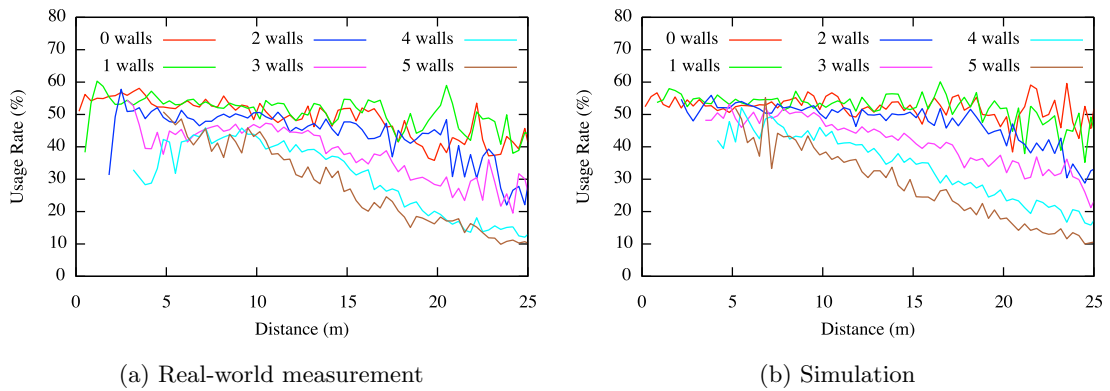 80
70
60
50
40
30
20
10
0
Usage Rate (%)
0 walls 2 walls 4 walls
1 walls 3 walls 5 walls
0 5 10 15 20 25
Distance (m)
(a) Real-world measurement
80
70
60
50
40
30
20
10
0
Usage Rate (%)
0 walls 2 walls 4 walls
1 walls 3 walls 5 walls
0 5 10 15 20 25
Distance (m)
(b) Simulation